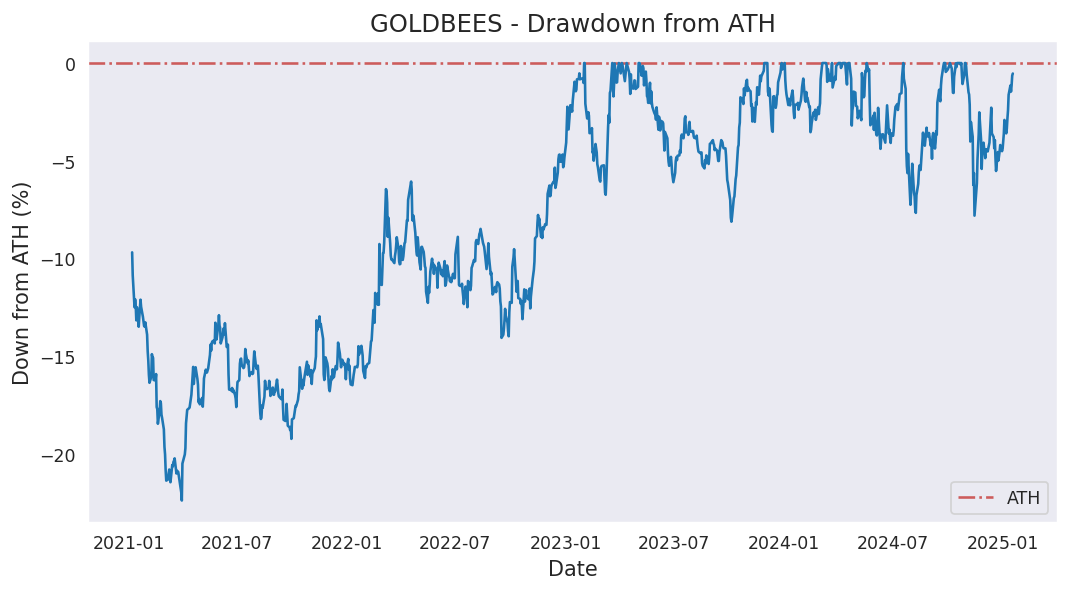 GOLDBEES - Drawdown from ATH
Down from ATH (%)
0
−5
−10
−15
−20
ATH
2021-01 2021-07 2022-01 2022-07 2023-01 2023-07 2024-01 2024-07 2025-01
Date